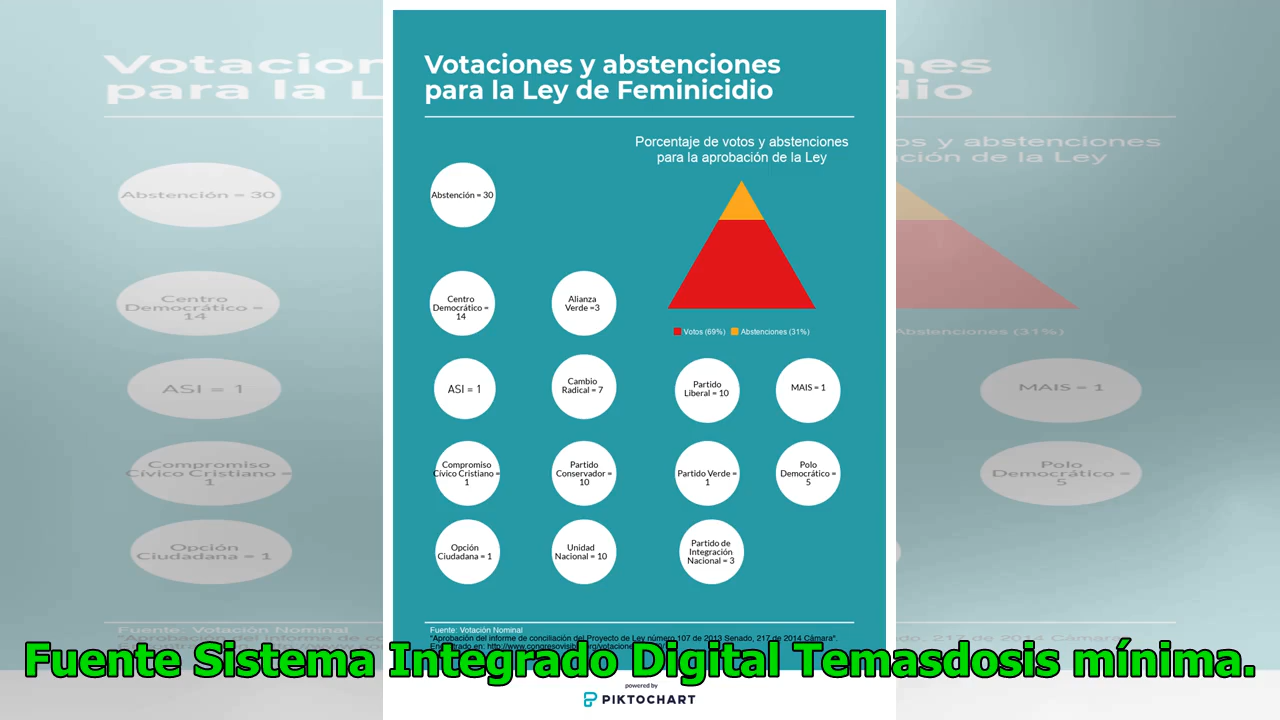 Votaciones y abstenciones
para la Ley de Feminicidio
Porcentaje de votos y abstenciones
para la aprobación de la Ley
Abstención = 30
Votos (69%) Abstenciones (31%)
Centro
Democrático =
14
Alianza
Verde =3
ASI = 1
Cambio
Radical = 7
Partido
Liberal = 10
MAIS = 1
Compromiso
Cívico Cristiano =
1
Partido
Conservador =
10
Partido Verde =
1
Polo
Democrático =
5
Opción
Ciudadana = 1
Unidad
Nacional = 10
Partido de
Integración
Nacional = 3
Fuente: Votación Nominal
"Aprobación del informe de conciliación del Proyecto de Ley número 107 de 2013 Senado, 217 de 2014 Cámara".
Fuente Sistema Integrado Digital Temasdosis mínima.
powered by
PIKTOCHART